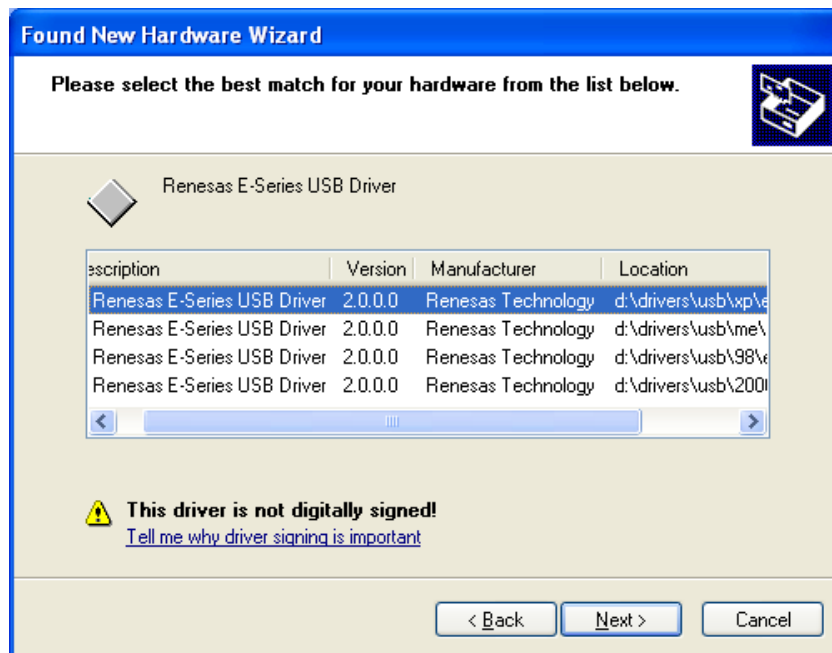 Found New Hardware Wizard
Please select the best match for your hardware from the list below.
Renesas E-Series USB Driver
escription Version Manufacturer Location
Renesas E-Series USB Driver 2.0.0.0 Renesas Technology d:\drivers\usb\xp\e
Renesas E-Series USB Driver 2.0.0.0 Renesas Technology d:\drivers\usb\me\
Renesas E-Series USB Driver 2.0.0.0 Renesas Technology d:\drivers\usb\98\e
Renesas E-Series USB Driver 2.0.0.0 Renesas Technology d:\drivers\usb\200
This driver is not digitally signed!
Tell me why driver signing is important
< Back Next > Cancel